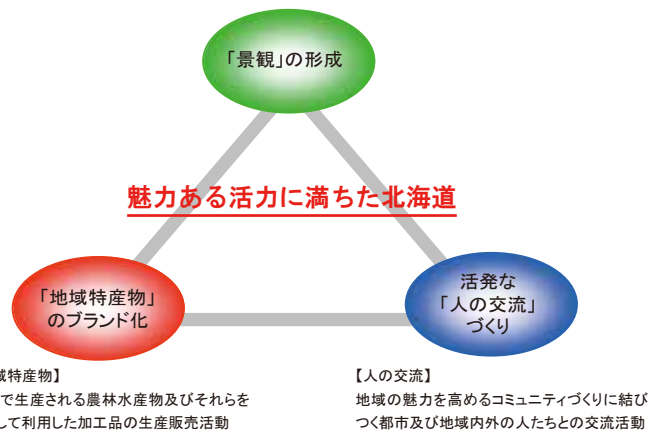 「景観」の形成
魅力ある活力に満ちた北海道
「地域特産物」
のブランド化
活発な
「人の交流」
づくり
域特産物】
で生産される農林水産物及びそれらを
して利用した加工品の生産販売活動
【人の交流】
地域の魅力を高めるコミュニティづくりに結び
つく都市及び地域内外の人たちとの交流活動